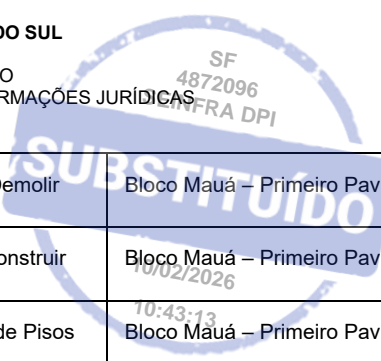 DO SUL
SF
O
4872096
RMAÇÕES JURÍDICAS
SEINFRA DPI
Demolir
Bloco Mauá – Primeiro Pav
SUBSTITUÍDO
onstruir
Bloco Mauá – Primeiro Pav
10/02/2026
10:43:13
de Pisos
Bloco Mauá – Primeiro Pav